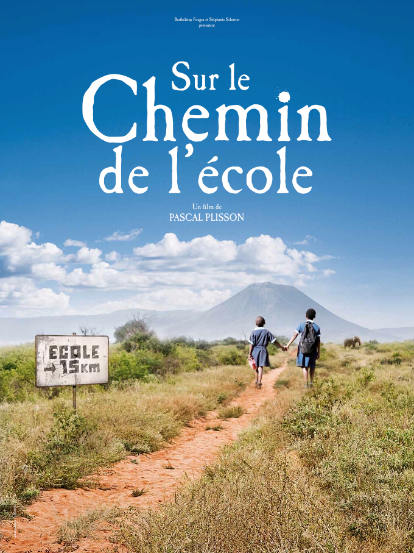 Barthélémy Fougea et Stéphanie Schorter
présentent
Sur le
Chemin
de l'école
Un film de
PASCAL PLISSON
ECOLE
→ 15 KM